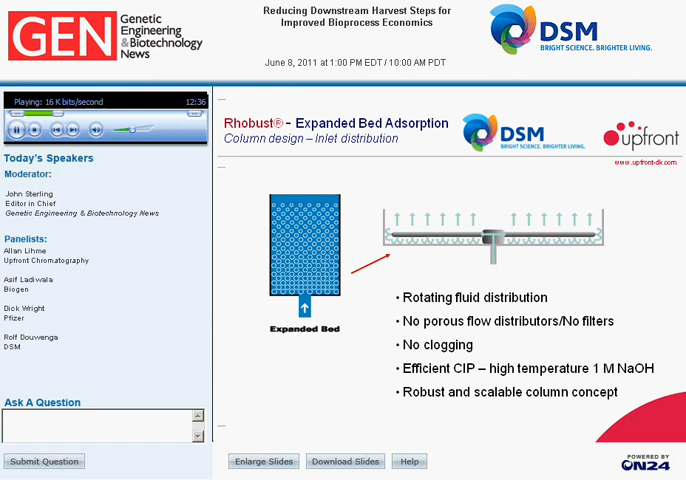 GEN Genetic
Engineering
& Biotechnology
News
Reducing Downstream Harvest Steps for
Improved Bioprocess Economics
June 8, 2011 at 1:00 PM EDT / 10:00 AM PDT
DSM
BRIGHT SCIENCE. BRIGHTER LIVING.
Playing: 16 K bits/second 12:36
Today's Speakers
Moderator:
John Sterling
Editor in Chief
Genetic Engineering & Biotechnology News
Panelists:
Allan Lihme
Upfront Chromatography
Asif Ladiwala
Biogen
Dick Wright
Pfizer
Rolf Douwenga
DSM
Ask A Question
Submit Question
Rhobust® - Expanded Bed Adsorption
Column design – Inlet distribution
DSM
BRIGHT SCIENCE. BRIGHTER LIVING.
upfront
www.upfront-dk.com
Expanded Bed
• Rotating fluid distribution
• No porous flow distributors/No filters
• No clogging
• Efficient CIP – high temperature 1 M NaOH
• Robust and scalable column concept
Enlarge Slides Download Slides Help
POWERED BY
ON24